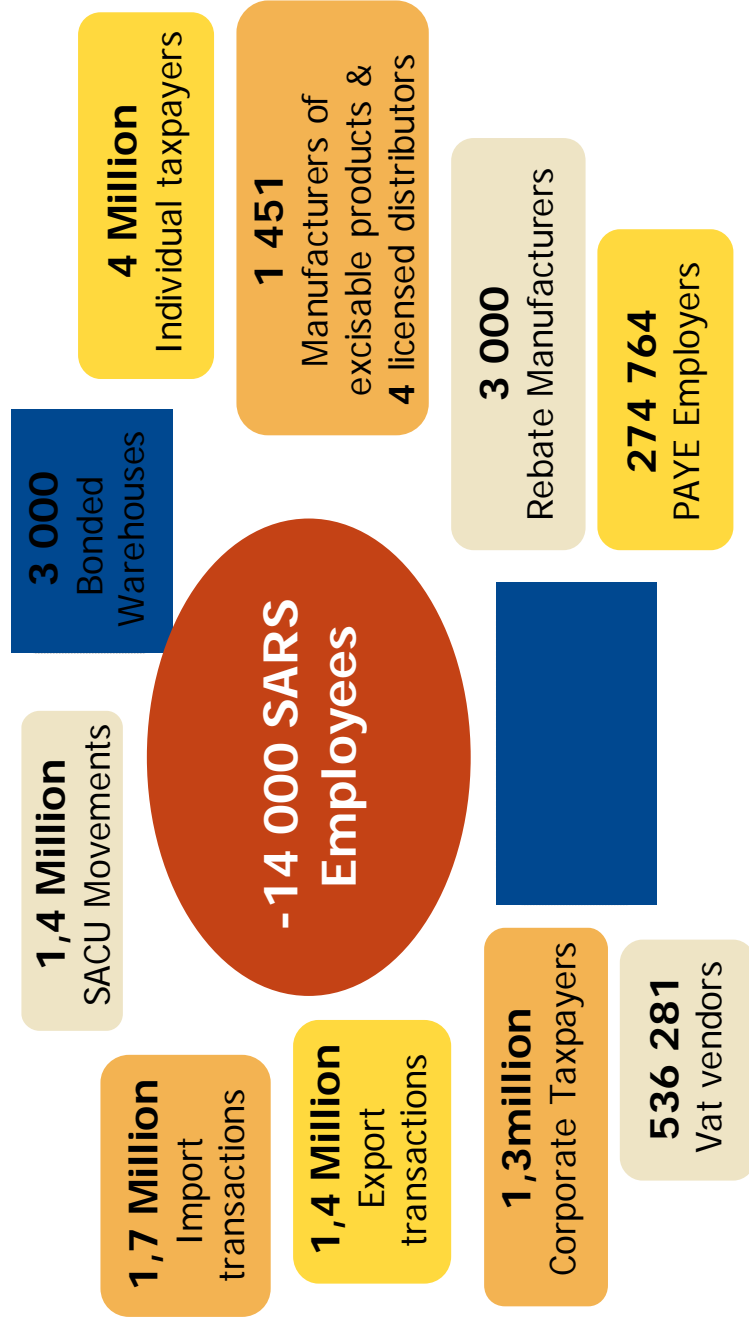 1,4 Million
SACU Movements
3 000
Bonded
Warehouses
4 Million
Individual taxpayers
1,7 Million
Import
transactions
1 451
Manufacturers of
excisable products &
4 licensed distributors
-14 000 SARS
Employees
1,4 Million
Export
transactions
3 000
Rebate Manufacturers
1,3million
Corporate Taxpayers
274 764
PAYE Employers
536 281
Vat vendors